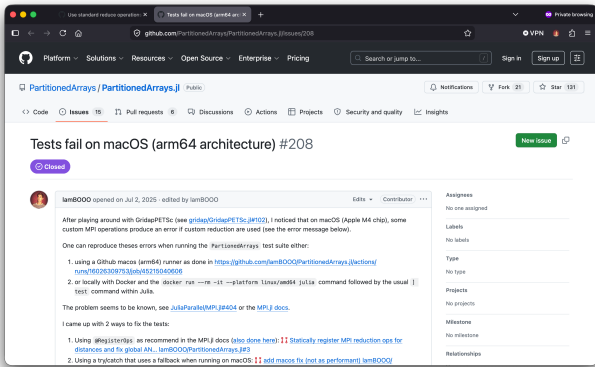 Use standard reduce operation
Tests fail on macOS (arm64 arc
Private browsing
github.com/PartitionedArrays/PartitionedArrays.jl/issues/208
VPN
Platform Solutions Resources Open Source Enterprise Pricing
Search or jump to...
/
Sign in
Sign up
PartitionedArrays / PartitionedArrays.jl Public
Notifications
Fork 21
Star 131
Code
Issues 15
Pull requests 6
Discussions
Actions
Projects
Security and quality
Insights
Tests fail on macOS (arm64 architecture) #208
New issue
Closed
IamBOOO opened on Jul 2, 2025 · edited by IamBOOO
Edits
Contributor
After playing around with GridapPETSc (see gridap/GridapPETSc.jl#102), I noticed that on macOS (Apple M4 chip), some
custom MPI operations produce an error if custom reduction are used (see the error message below).
One can reproduce theses errors when running the PartionedArrays test suite either:
1. using a Github macos (arm64) runner as done in https://github.com/IamBOOO/PartitionedArrays.jl/actions/
runs/16026309753/job/45215040606
2. or locally with Docker and the docker run --rm -it --platform linux/amd64 julia command followed by the usual ]
test command within Julia.
The problem seems to be known, see JuliaParallel/MPI.jl#404 or the MPI.jl docs.
I came up with 2 ways to fix the tests:
1. Using @RegisterOps as recommend in the MPI.jl docs (also done here): Statically register MPI reduction ops for
distances and fix global AN... IamBOOO/PartitionedArrays.jl#3
2. Using a try/catch that uses a fallback when running on macOS: add macos fix (not as performant) IamBOOO/
Assignees
No one assigned
Labels
No labels
Type
No type
Projects
No projects
Milestone
No milestone
Relationships